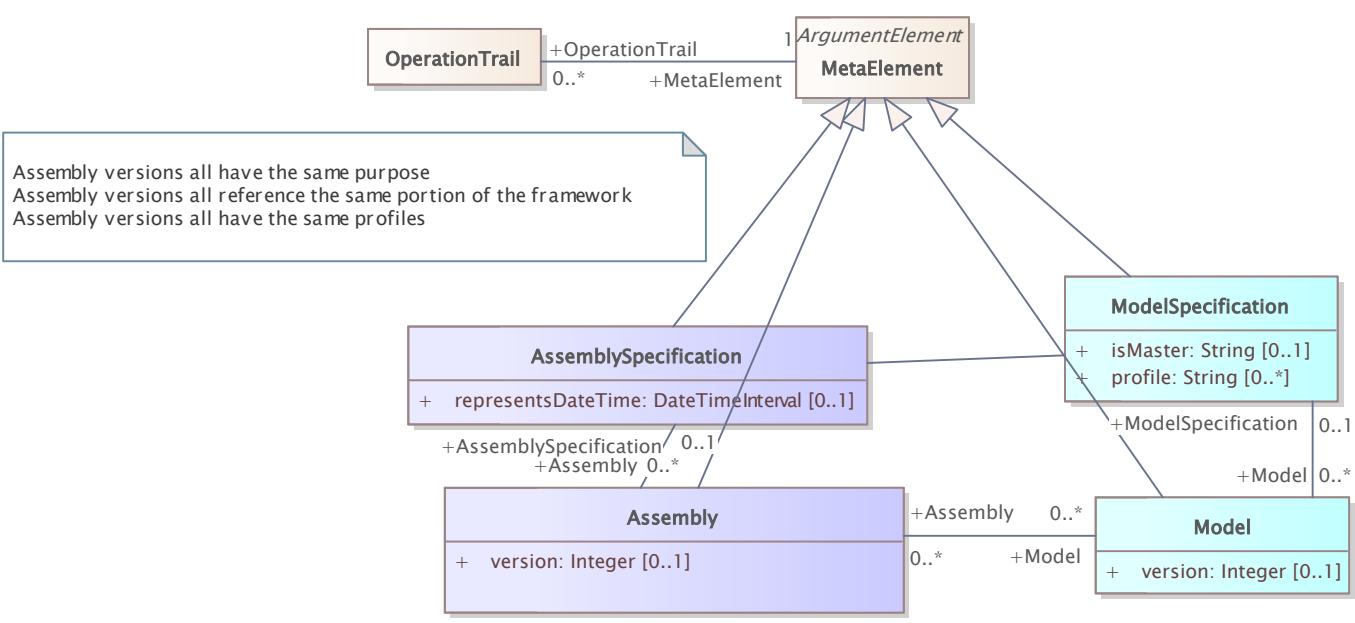 ArgumentElement
MetaElement
OperationTrail
+OperationTrail
1
0..*
+MetaElement
Assembly versions all have the same purpose
Assembly versions all reference the same portion of the framework
Assembly versions all have the same profiles
ModelSpecification
+ isMaster: String [0..1]
+ profile: String [0..*]
AssemblySpecification
+ representsDateTime: DateTimeInterval [0..1]
+ModelSpecification 0..1
+AssemblySpecification 0..1
+Assembly 0..*
+Model 0..*
Assembly
+ version: Integer [0..1]
+Assembly 0..*
0..* +Model
Model
+ version: Integer [0..1]